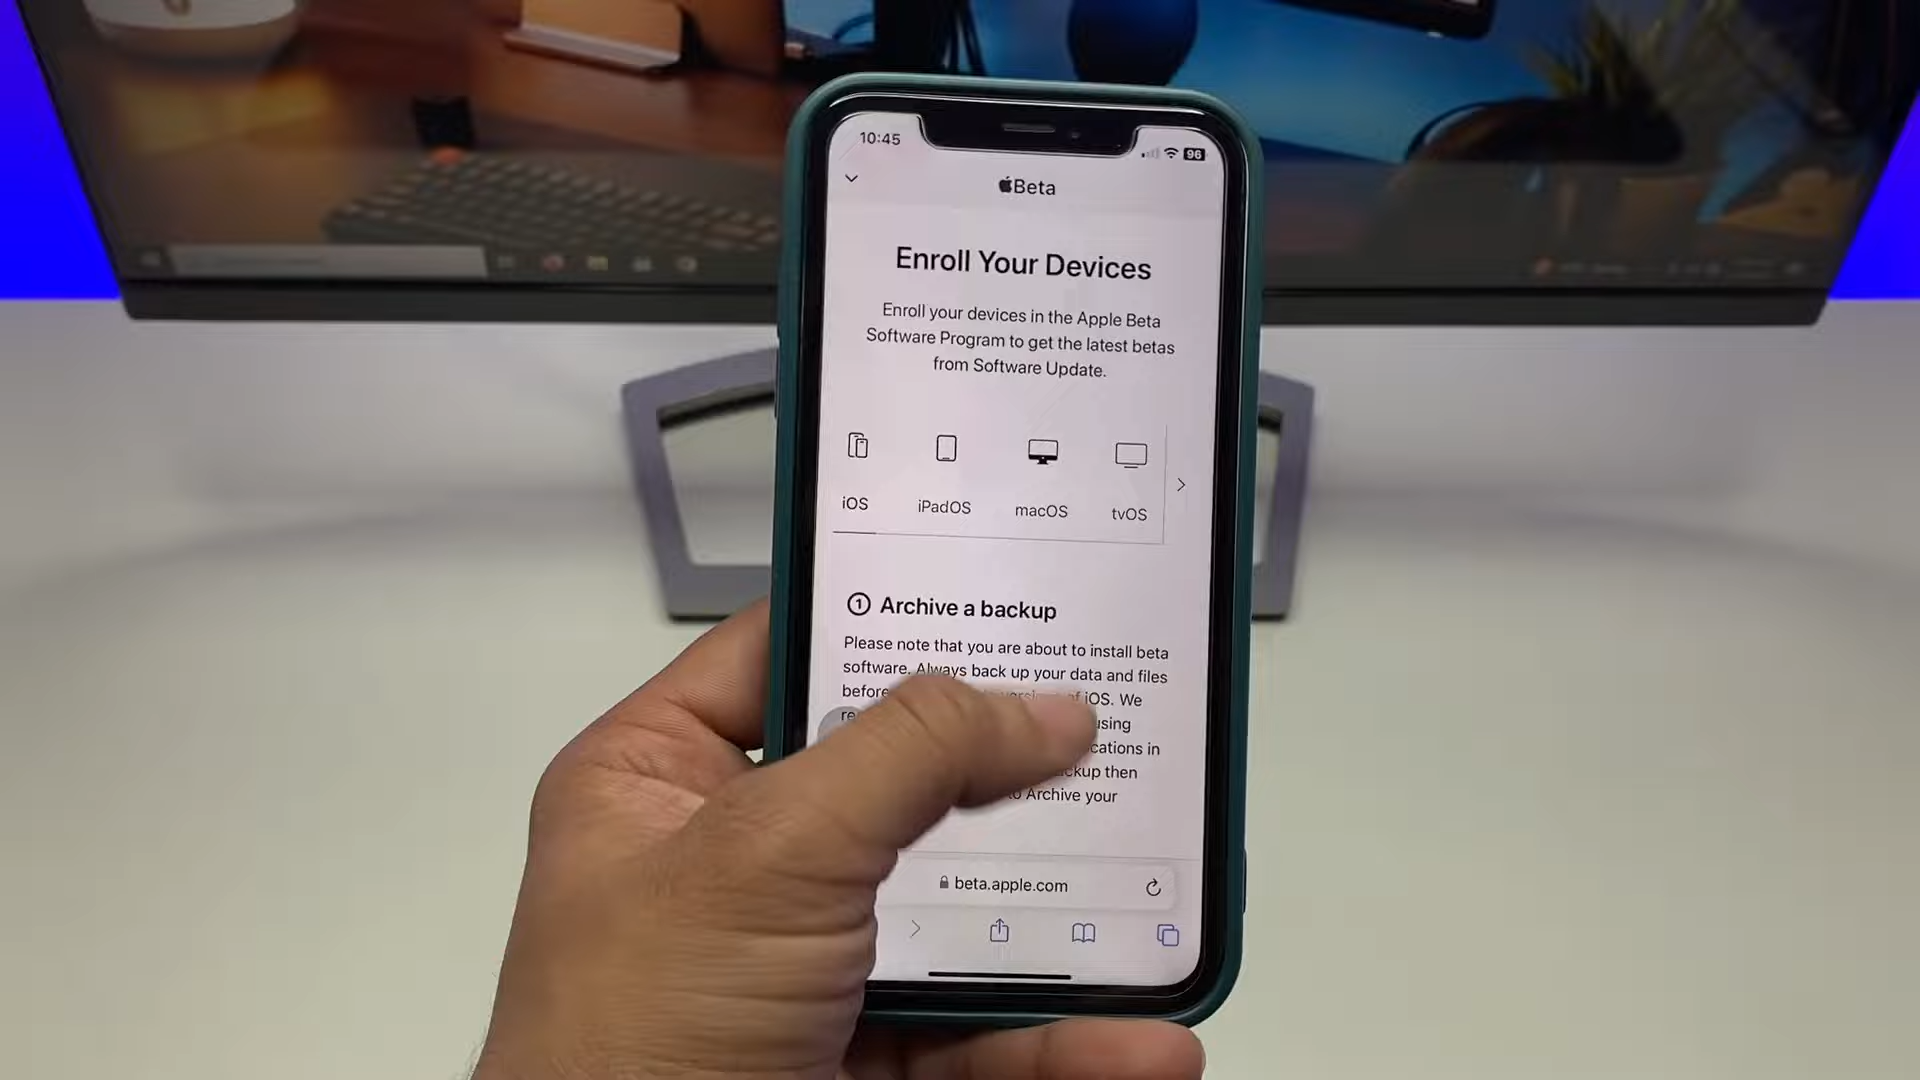 10:45
96
Beta
Enroll Your Devices
Enroll your devices in the Apple Beta
Software Program to get the latest betas
from Software Update.
iOS
iPadOS
macOS
tvOS
1 Archive a backup
Please note that you are about to install beta
software. Always back up your data and files
before of iOS. We
using
then
Archive your
beta.apple.com